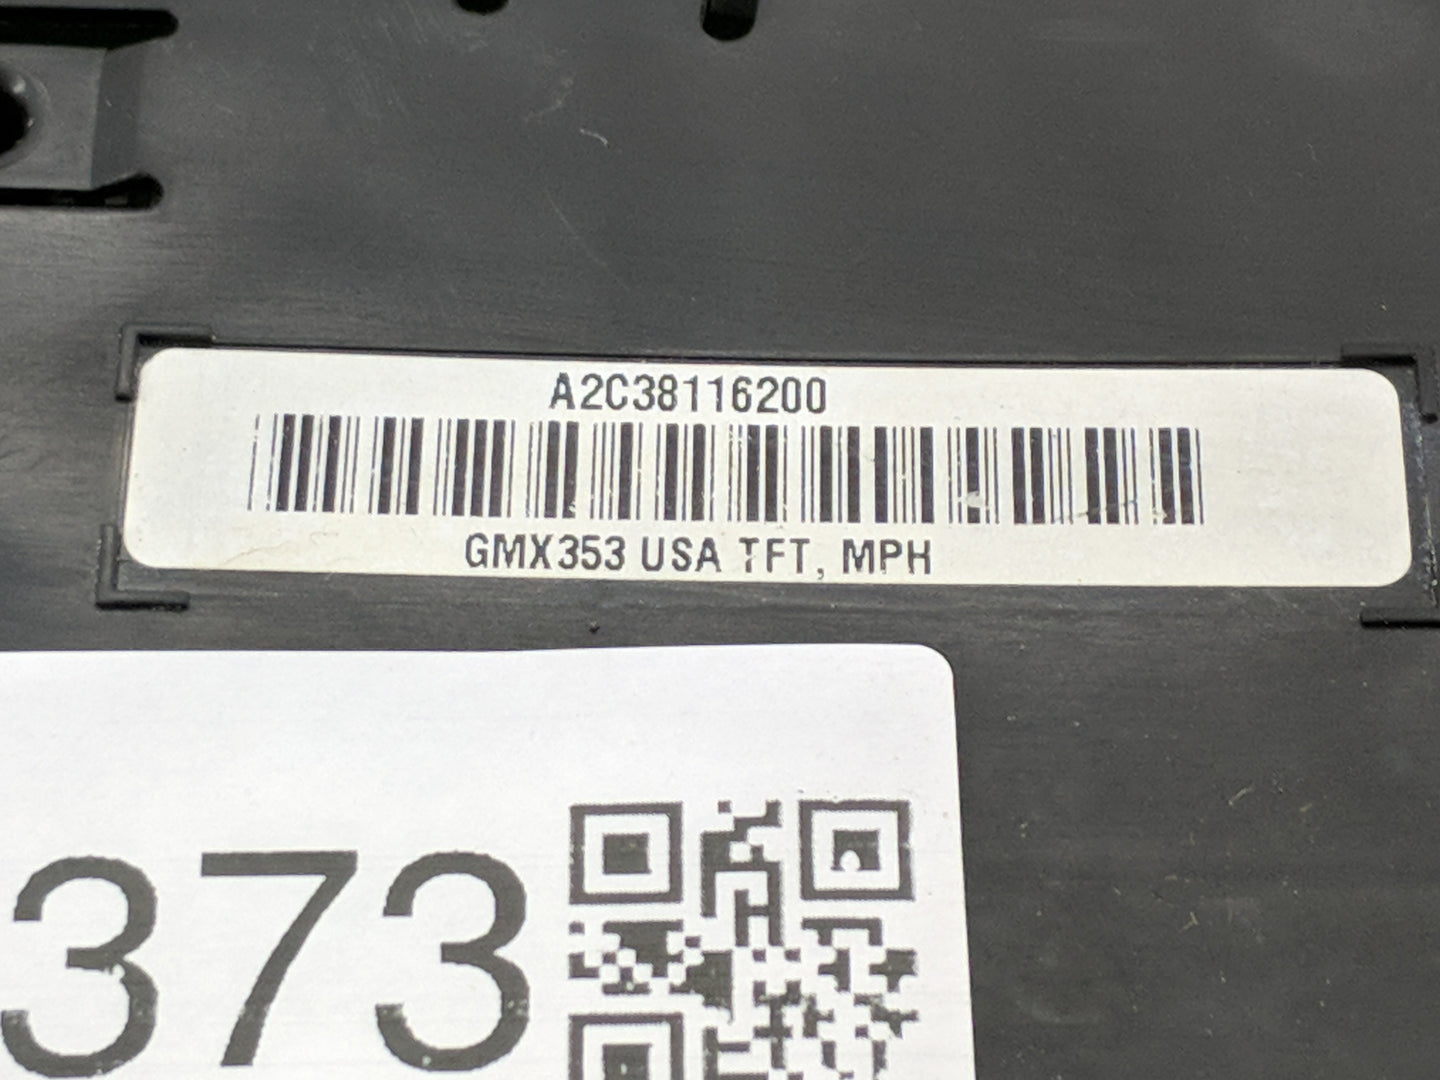 A2C38116200
GMX353 USA TFT, MPH
373